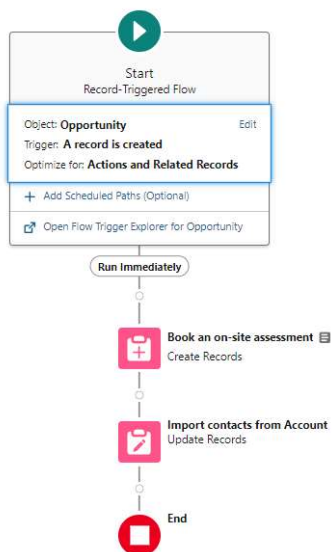 Start
Record-Triggered Flow
Object: Opportunity Edit
Trigger: A record is created
Optimize for: Actions and Related Records
+ Add Scheduled Paths (Optional)
Open Flow Trigger Explorer for Opportunity
Run Immediately
Book an on-site assessment
Create Records
Import contacts from Account
Update Records
End